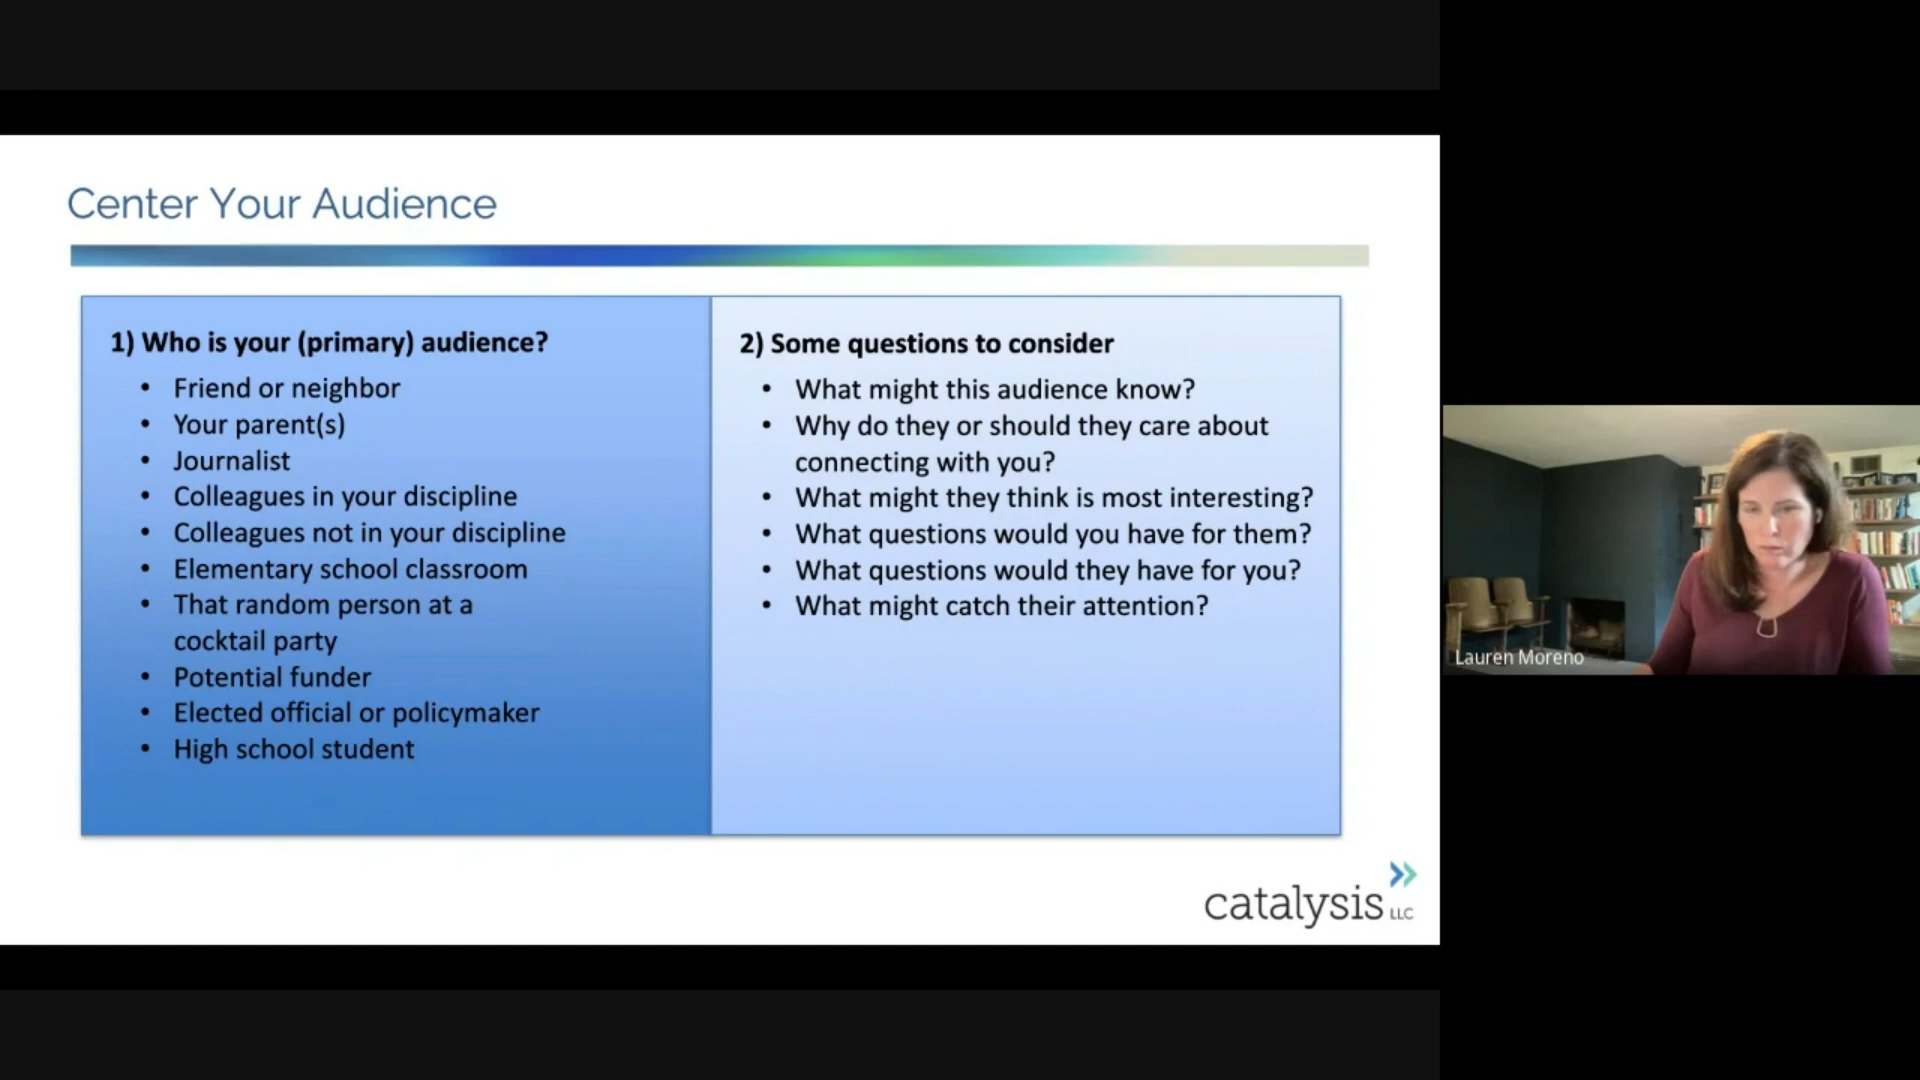 Center Your Audience
1) Who is your (primary) audience?
• Friend or neighbor
• Your parent(s)
• Journalist
• Colleagues in your discipline
• Colleagues not in your discipline
• Elementary school classroom
• That random person at a
cocktail party
• Potential funder
• Elected official or policymaker
• High school student
2) Some questions to consider
• What might this audience know?
• Why do they or should they care about
connecting with you?
• What might they think is most interesting?
• What questions would you have for them?
• What questions would they have for you?
• What might catch their attention?
catalysis LLC
Lauren Moreno